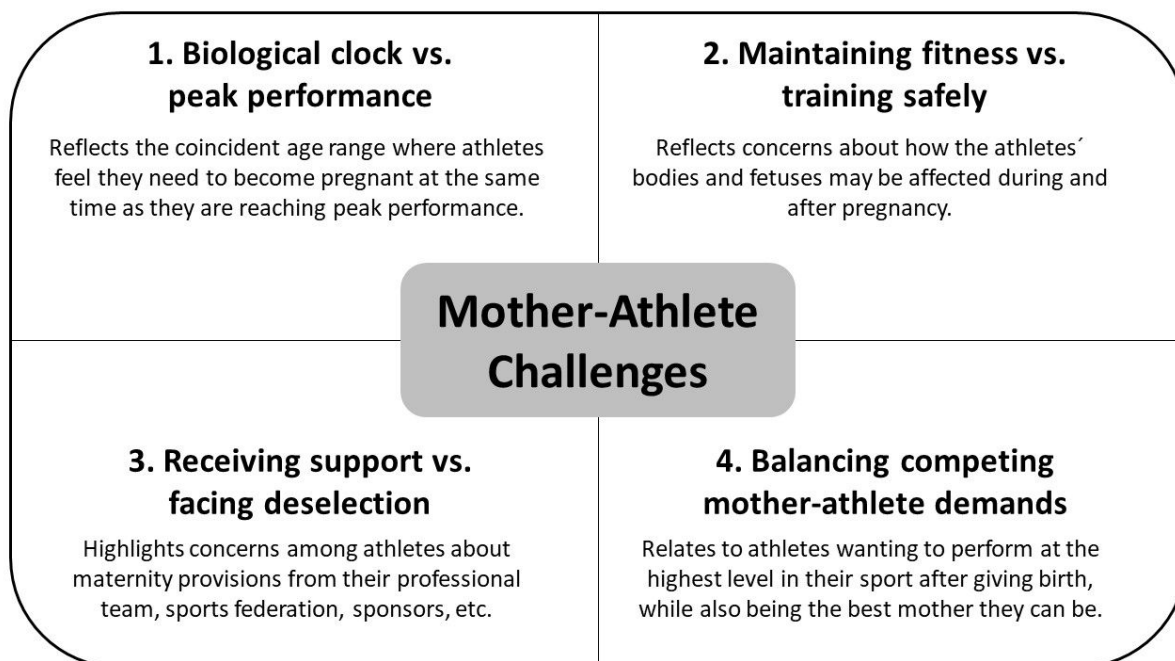 1. Biological clock vs.
peak performance
Reflects the coincident age range where athletes
feel they need to become pregnant at the same
time as they are reaching peak performance.
2. Maintaining fitness vs.
training safely
Reflects concerns about how the athletes´
bodies and fetuses may be affected during and
after pregnancy.
Mother-Athlete
Challenges
3. Receiving support vs.
facing deselection
Highlights concerns among athletes about
maternity provisions from their professional
team, sports federation, sponsors, etc.
4. Balancing competing
mother-athlete demands
Relates to athletes wanting to perform at the
highest level in their sport after giving birth,
while also being the best mother they can be.